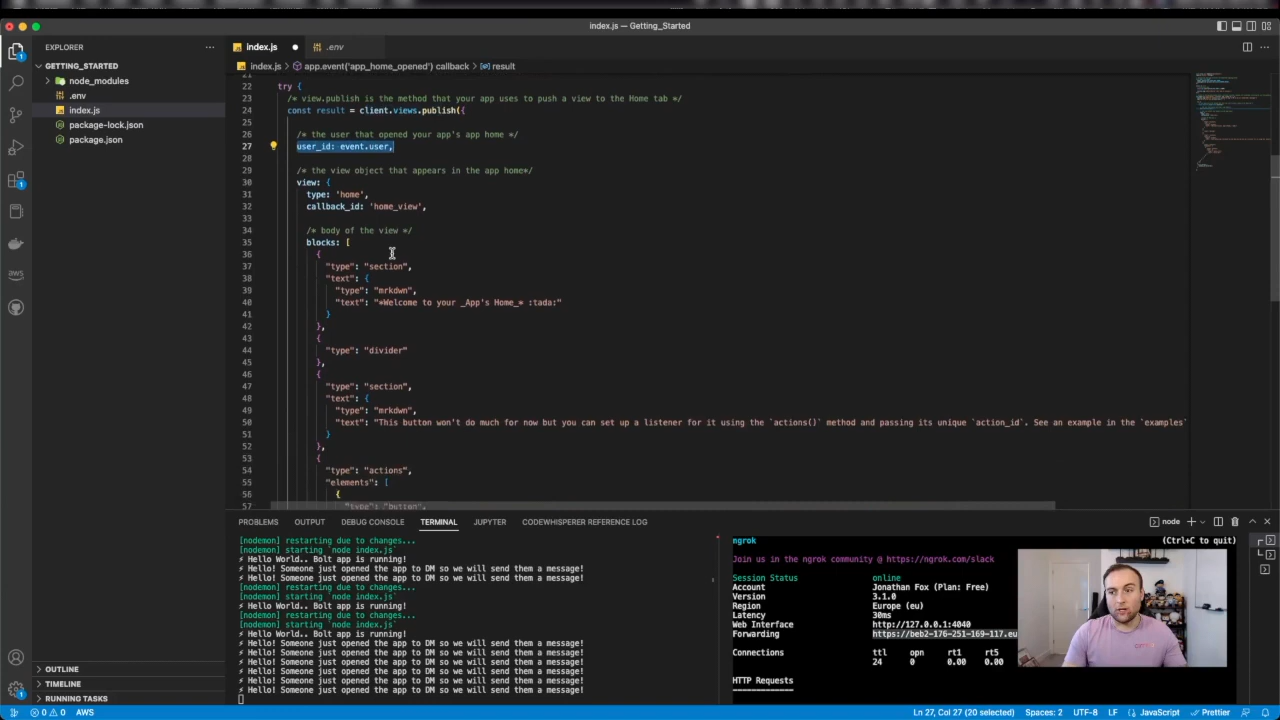 index.js — Getting_Started
EXPLORER
GETTING_STARTED
node_modules
.env
index.js
package-lock.json
package.json
OUTLINE
TIMELINE
RUNNING TASKS
index.js
.env
index.js > app.event('app_home_opened') callback > result
22 try {
23 /* view.publish is the method that your app uses to push a view to the Home tab */
24 const result = client.views.publish({
25
26 /* the user that opened your app's app home */
27 user_id: event.user,
28
29 /* the view object that appears in the app home*/
30 view: {
31 type: 'home',
32 callback_id: 'home_view',
33
34 /* body of the view */
35 blocks: [
36 {
37 "type": "section",
38 "text": {
39 "type": "mrkdwn",
40 "text": "*Welcome to your _App's Home_* :tada:"
41 }
42 },
43 {
44 "type": "divider"
45 },
46 {
47 "type": "section",
48 "text": {
49 "type": "mrkdwn",
50 "text": "This button won't do much for now but you can set up a listener for it using the `actions()` method and passing its unique `action_id`. See an example in the `examples`
51 }
52 },
53 {
54 "type": "actions",
55 "elements": [
56 {
57 "type": "button",
PROBLEMS OUTPUT DEBUG CONSOLE TERMINAL JUPYTER CODEWHISPERER REFERENCE LOG
node
[nodemon] restarting due to changes...
[nodemon] starting `node index.js`
⚡ Hello World.. Bolt app is running!
⚡ Hello! Someone just opened the app to DM so we will send them a message!
⚡ Hello! Someone just opened the app to DM so we will send them a message!
[nodemon] restarting due to changes...
[nodemon] starting `node index.js`
⚡ Hello World.. Bolt app is running!
[nodemon] restarting due to changes...
[nodemon] starting `node index.js`
⚡ Hello World.. Bolt app is running!
⚡ Hello! Someone just opened the app to DM so we will send them a message!
⚡ Hello! Someone just opened the app to DM so we will send them a message!
⚡ Hello! Someone just opened the app to DM so we will send them a message!
⚡ Hello! Someone just opened the app to DM so we will send them a message!
⚡ Hello! Someone just opened the app to DM so we will send them a message!
⚡ Hello! Someone just opened the app to DM so we will send them a message!
ngrok (Ctrl+C to quit)
Join us in the ngrok community @ https://ngrok.com/slack
Session Status online
Account Jonathan Fox (Plan: Free)
Version 3.1.0
Region Europe (eu)
Latency 30ms
Web Interface http://127.0.0.1:4040
Forwarding https://beb2-176-251-169-117.eu
Connections ttl opn rt1 rt5
24 0 0.00 0.00
HTTP Requests
-------------
0 0 AWS
Ln 27, Col 27 (20 selected) Spaces: 2 UTF-8 LF JavaScript Prettier